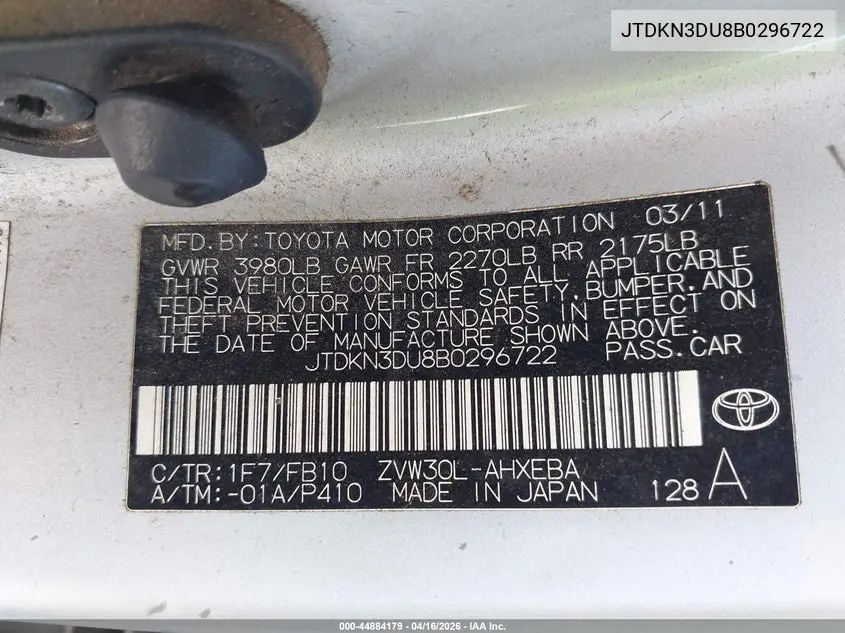 JTDKN3DU8B0296722
MFD. BY: TOYOTA MOTOR CORPORATION 03/11
GVWR 3980LB GAWR FR 2270LB RR 2175LB
THIS VEHICLE CONFORMS TO ALL APPLICABLE
FEDERAL MOTOR VEHICLE SAFETY, BUMPER, AND
THEFT PREVENTION STANDARDS IN EFFECT ON
THE DATE OF MANUFACTURE SHOWN ABOVE.
JTDKN3DU8B0296722 PASS. CAR
C/TR: 1F7/FB10 ZVW30L-AHXEBA
A/TM: -01A/P410 MADE IN JAPAN 128 A
000-44884179 - 04/16/2026 - IAA Inc.